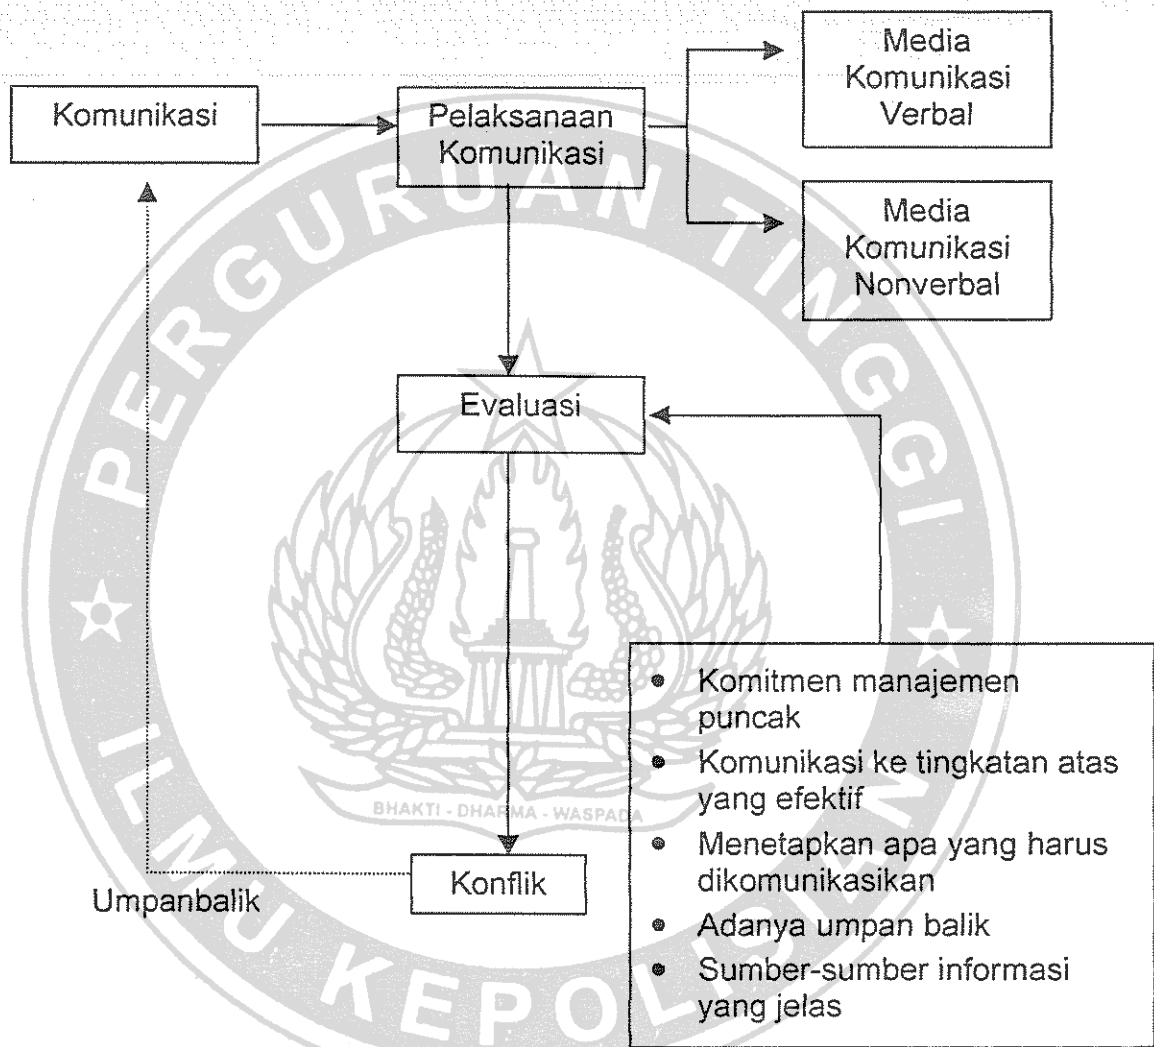 Komunikasi
Pelaksanaan
Komunikasi
Media
Komunikasi
Verbal
Media
Komunikasi
Nonverbal
Evaluasi
Konflik
Umpanbalik
• Komitmen manajemen
puncak
• Komunikasi ke tingkatan atas
yang efektif
• Menetapkan apa yang harus
dikomunikasikan
• Adanya umpan balik
• Sumber-sumber informasi
yang jelas
PERGURUAN TINGGI
ILMU KEPOLISIAN
BHAKTI - DHARMA - WASPADA